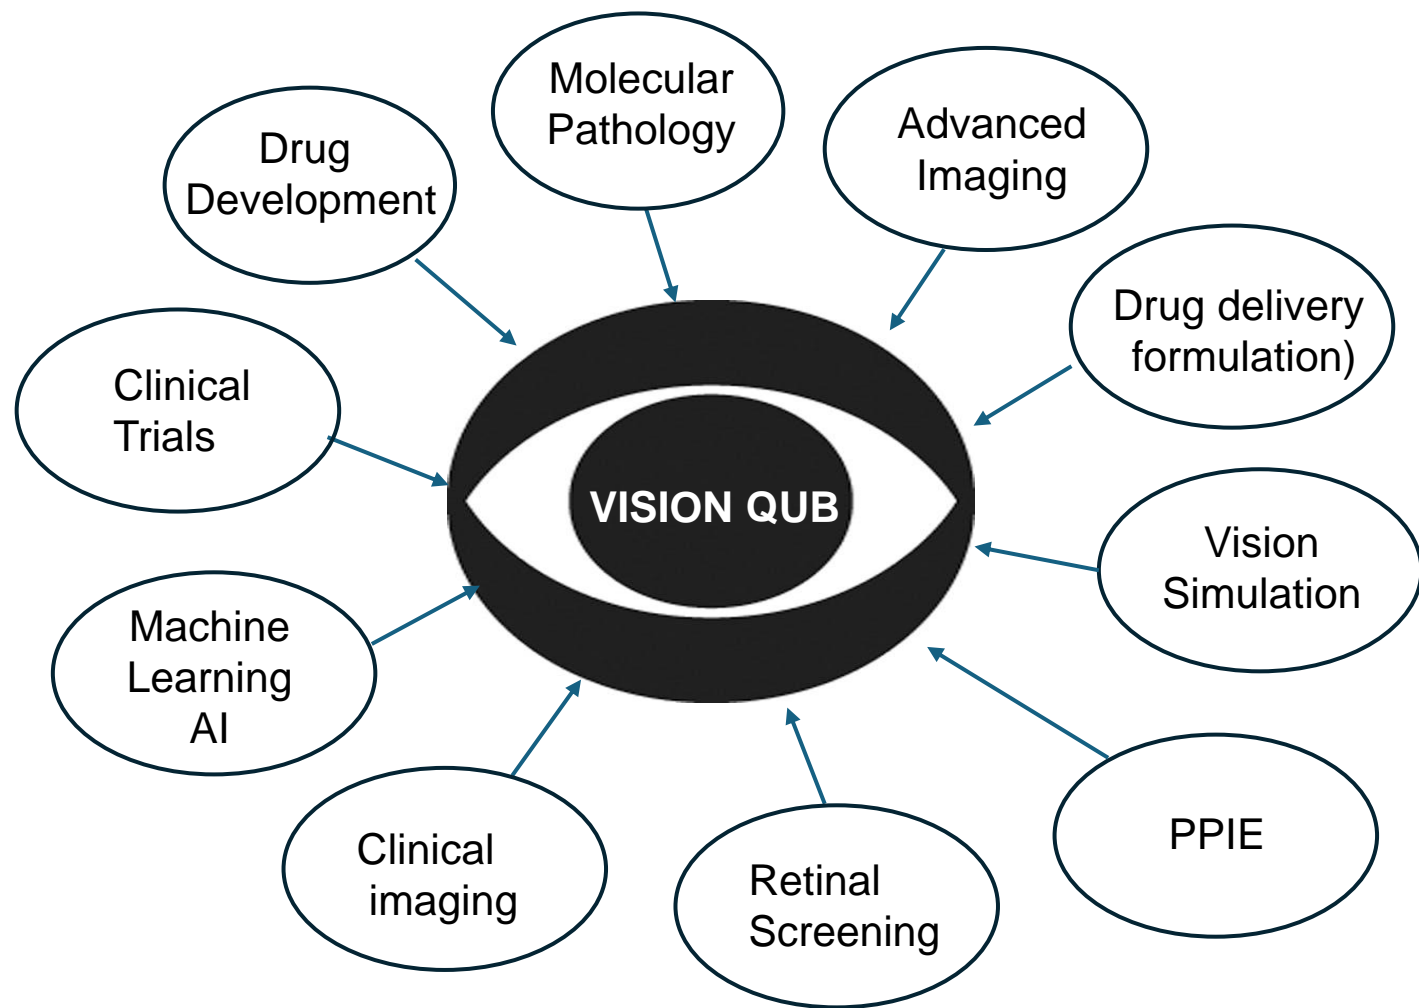 Molecular
Pathology
Advanced
Imaging
Drug
Development
Drug delivery
formulation)
Clinical
Trials
VISION QUB
Vision
Simulation
Machine
Learning
AI
PPIE
Clinical
imaging
Retinal
Screening